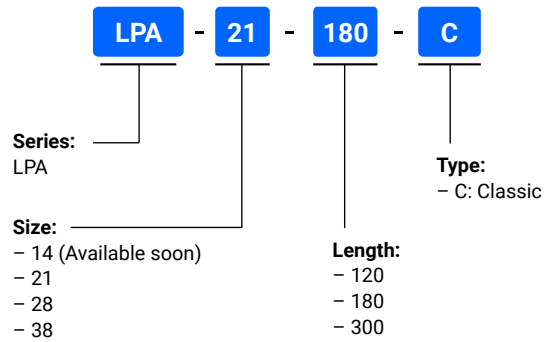 LPA - 21 - 180 - C
Series:
LPA
Type:
– C: Classic
Size:
– 14 (Available soon)
– 21
– 28
– 38
Length:
– 120
– 180
– 300